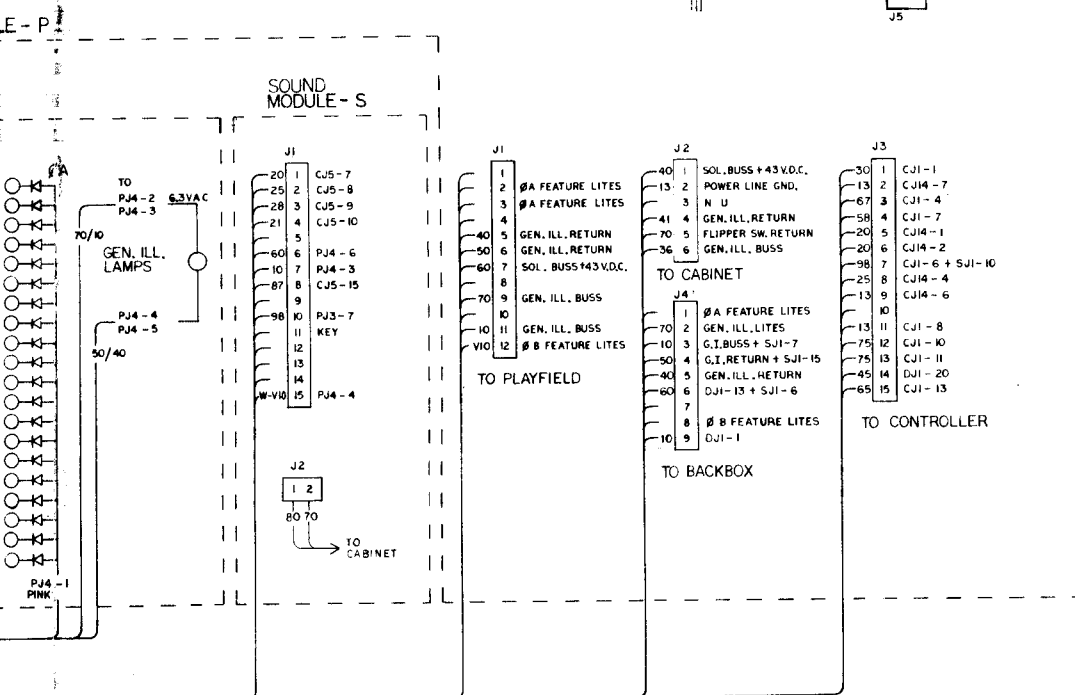 LE-P
J5
SOUND
MODULE-S
A
TO
PJ4-2 6.3VAC
PJ4-3
70/10
GEN. ILL.
LAMPS
PJ4-4
PJ4-5
50/40
PJ4-1
PINK
J1
20 1 CJ5-7
25 2 CJ5-8
28 3 CJ5-9
21 4 CJ5-10
5
60 6 PJ4-6
10 7 PJ4-3
87 8 CJ5-15
9
98 10 PJ3-7
11 KEY
12
13
14
W-V10 15 PJ4-4
J2
1 2
80 70
TO
CABINET
J1
1
2 ØA FEATURE LITES
3 ØA FEATURE LITES
4
40 5 GEN. ILL. RETURN
50 6 GEN. ILL. RETURN
60 7 SOL. BUSS+43V.D.C.
8
70 9 GEN. ILL. BUSS
10
10 11 GEN. ILL. BUSS
V10 12 Ø B FEATURE LITES
TO PLAYFIELD
J2
40 1 SOL. BUSS +43 V.D.C.
13 2 POWER LINE GND.
3 N U
41 4 GEN. ILL. RETURN
70 5 FLIPPER SW. RETURN
36 6 GEN. ILL. BUSS
TO CABINET
J4
1 ØA FEATURE LITES
70 2 GEN. ILL. LITES
10 3 G.I. BUSS + SJ1-7
50 4 G.I. RETURN + SJ1-15
40 5 GEN. ILL. RETURN
60 6 DJ1-13 + SJ1-6
7
8 Ø B FEATURE LITES
10 9 DJ1-1
TO BACKBOX
J3
30 1 CJ1-1
13 2 CJ14-7
67 3 CJ1-4
58 4 CJ1-7
20 5 CJ14-1
20 6 CJ14-2
98 7 CJ1-6 + SJ1-10
25 8 CJ14-4
13 9 CJ14-6
10
13 11 CJ1-8
75 12 CJ1-10
75 13 CJ1-11
45 14 DJ1-20
65 15 CJ1-13
TO CONTROLLER